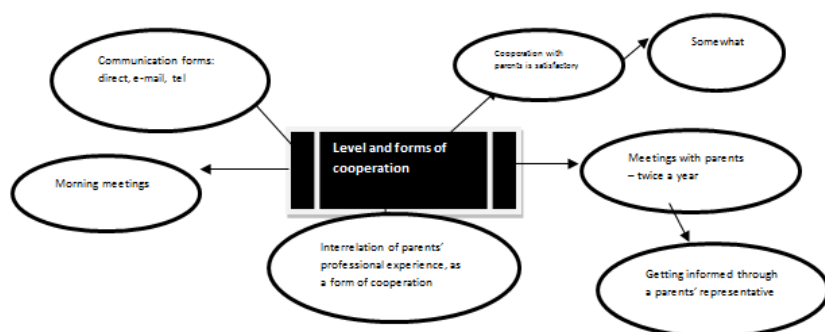 Communication forms:
direct, e-mail, tel
Cooperation with
parents is satisfactory
Somewhat
Level and forms of
cooperation
Morning meetings
Meetings with parents
– twice a year
Interrelation of parents'
professional experience, as
a form of cooperation
Getting informed through
a parents' representative